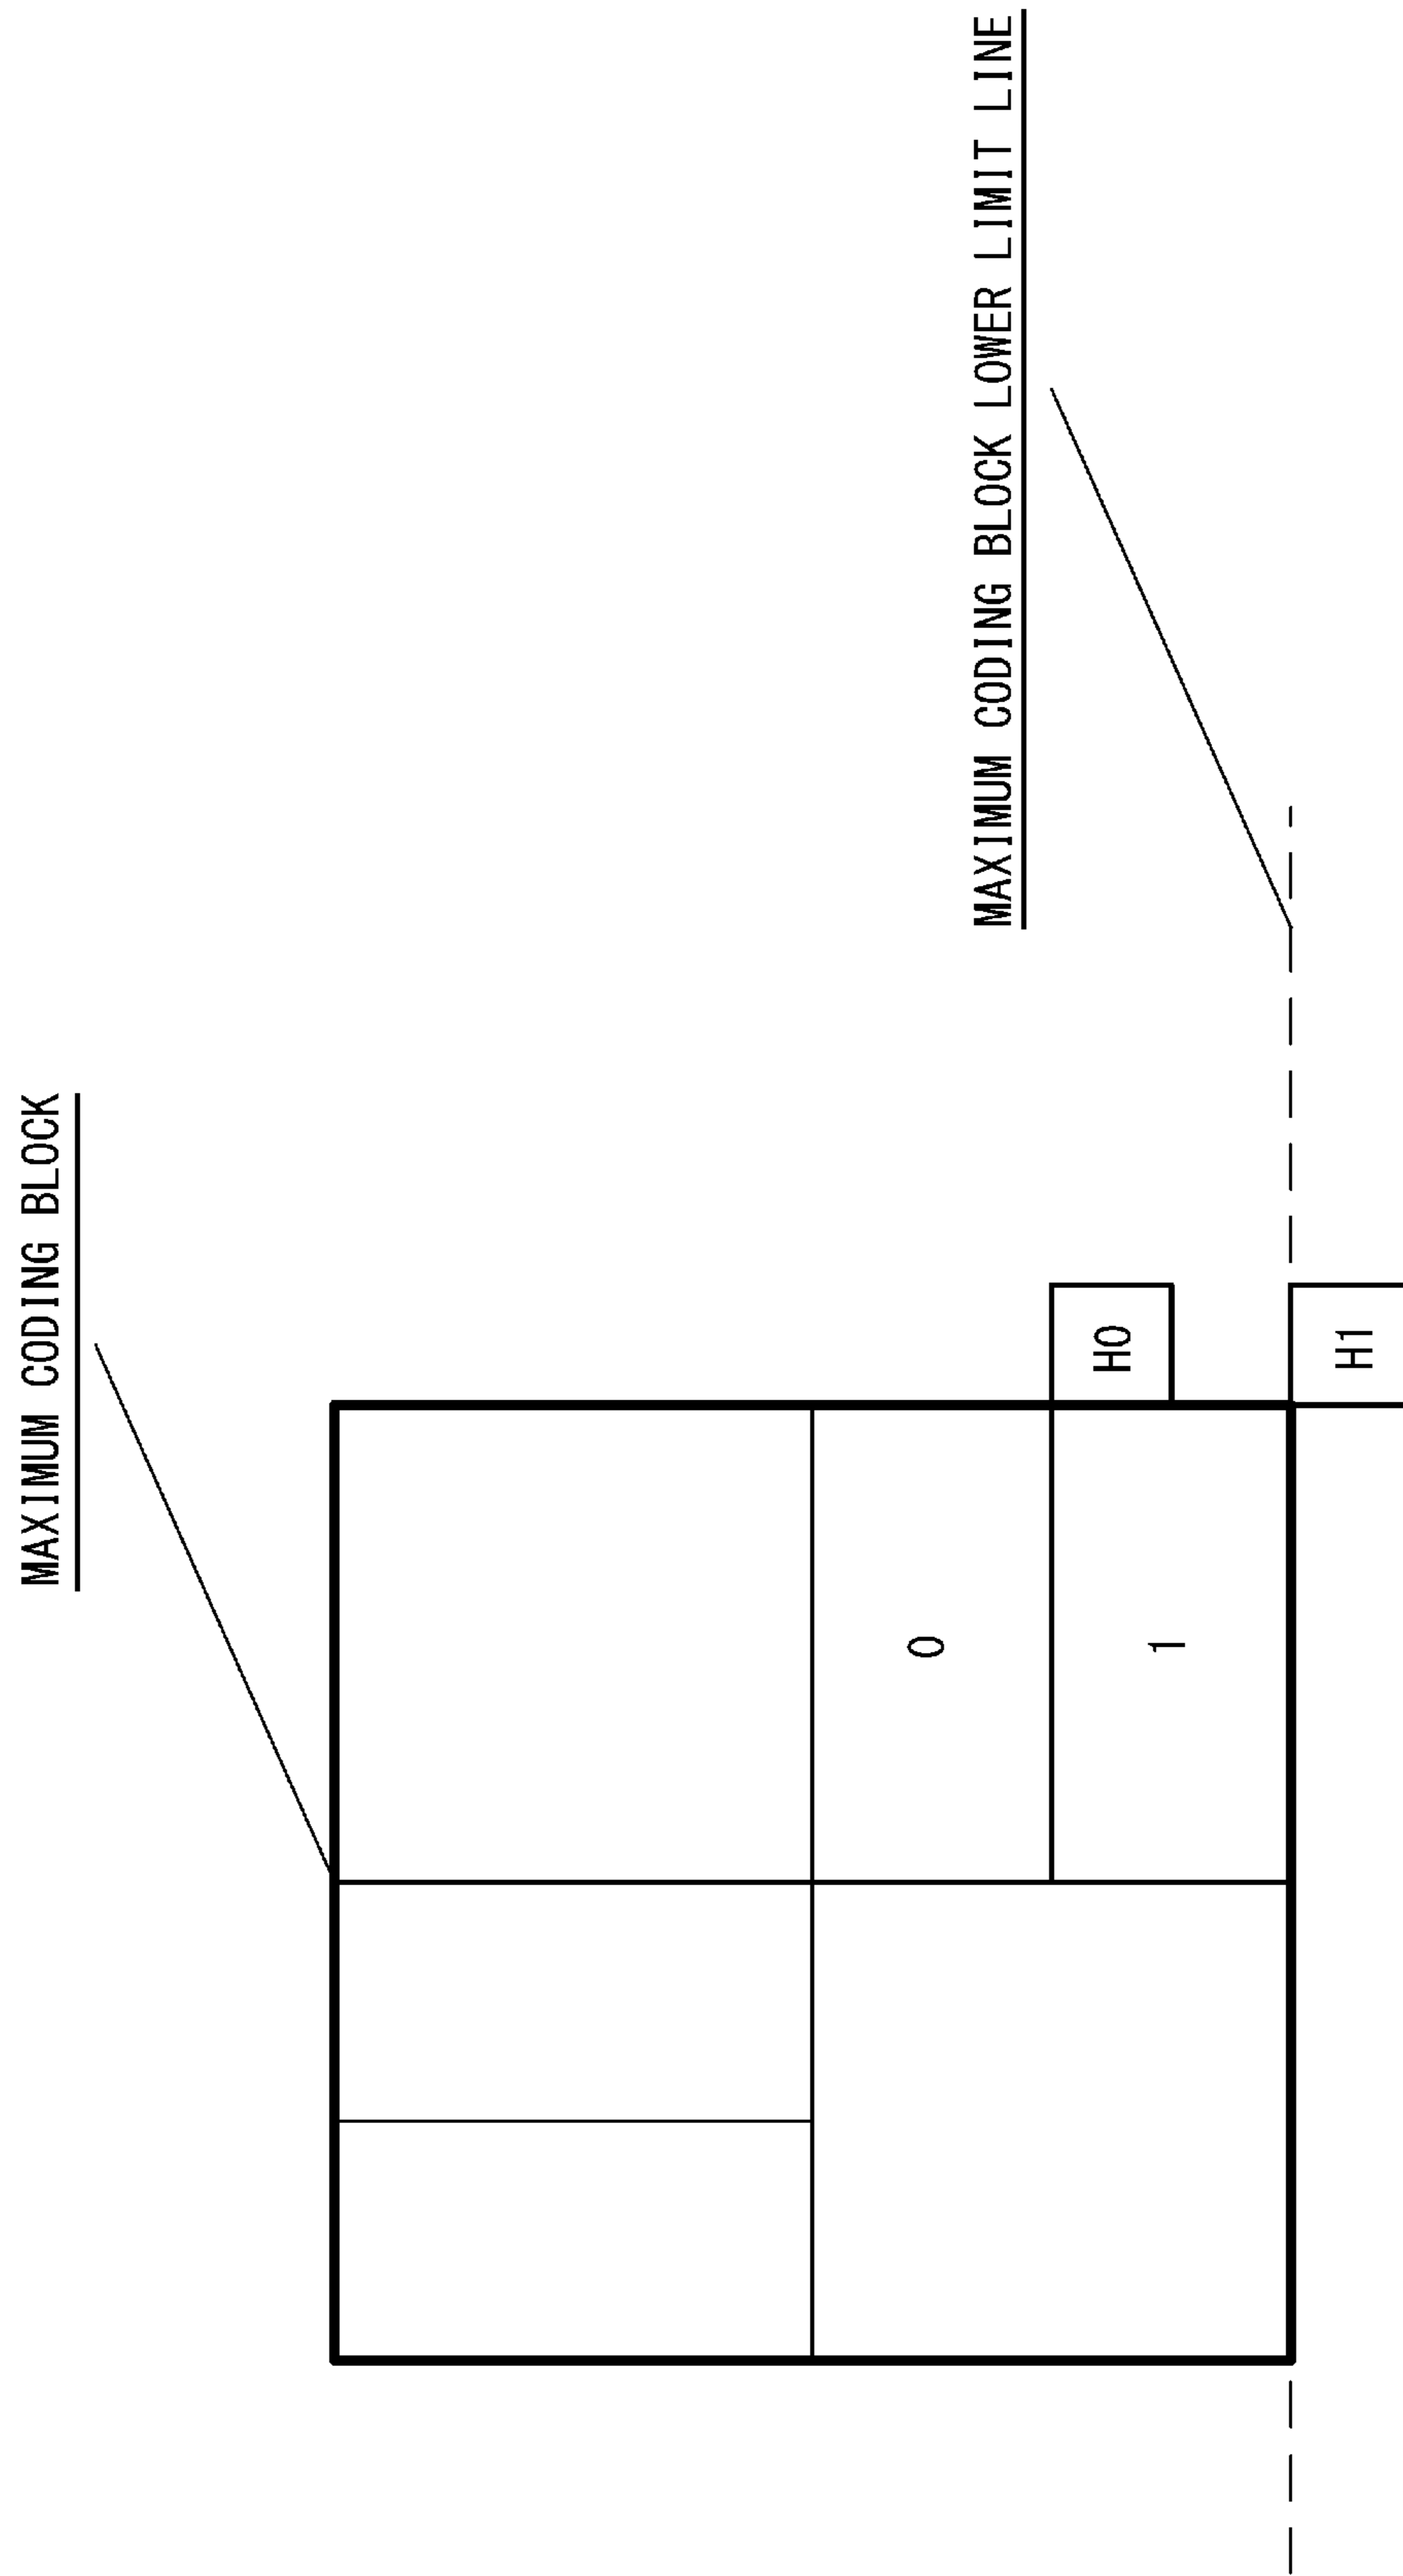 MAXIMUM CODING BLOCK
MAXIMUM CODING BLOCK LOWER LIMIT LINE
0
1
H0
H1